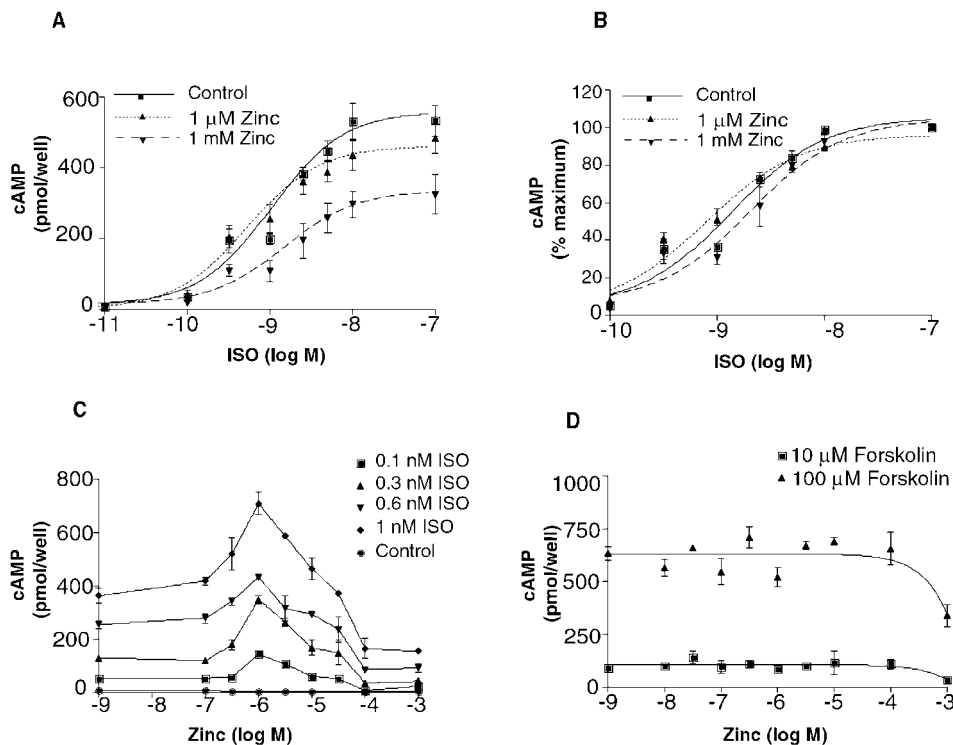 A
600
400
200
0
cAMP
(pmol/well)
Control
1 μM Zinc
1 mM Zinc
-11
-10
-9
-8
-7
ISO (log M)
B
120
100
80
60
40
20
0
cAMP
(% maximum)
Control
1 μM Zinc
1 mM Zinc
-10
-9
-8
-7
ISO (log M)
C
800
600
400
200
0
cAMP
(pmol/well)
0.1 nM ISO
0.3 nM ISO
0.6 nM ISO
1 nM ISO
Control
-9
-8
-7
-6
-5
-4
-3
Zinc (log M)
D
1000
750
500
250
0
cAMP
(pmol/well)
10 μM Forskolin
100 μM Forskolin
-9
-8
-7
-6
-5
-4
-3
Zinc (log M)